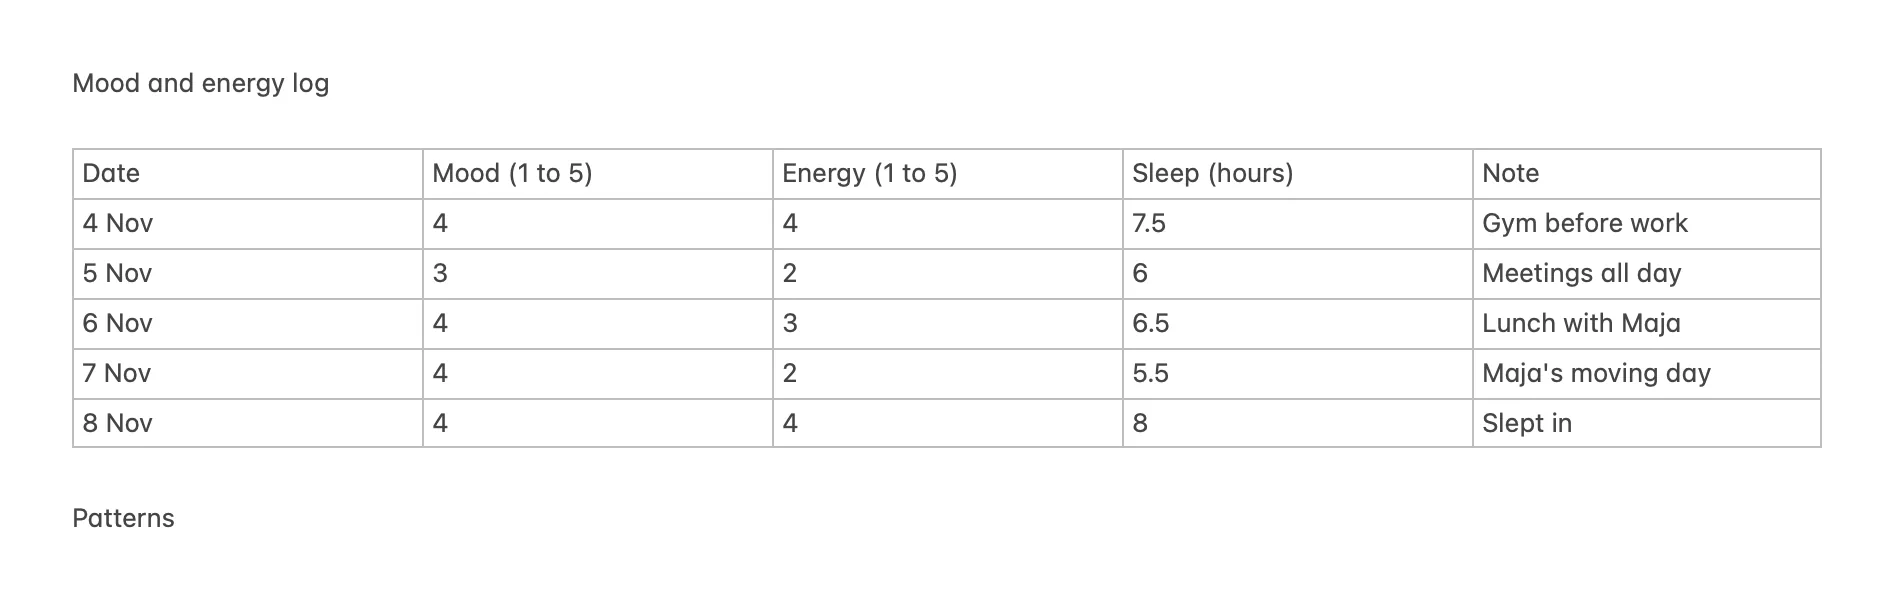 Mood and energy log
Date Mood (1 to 5) Energy (1 to 5) Sleep (hours) Note
4 Nov 4 4 7.5 Gym before work
5 Nov 3 2 6 Meetings all day
6 Nov 4 3 6.5 Lunch with Maja
7 Nov 4 2 5.5 Maja's moving day
8 Nov 4 4 8 Slept in
Patterns